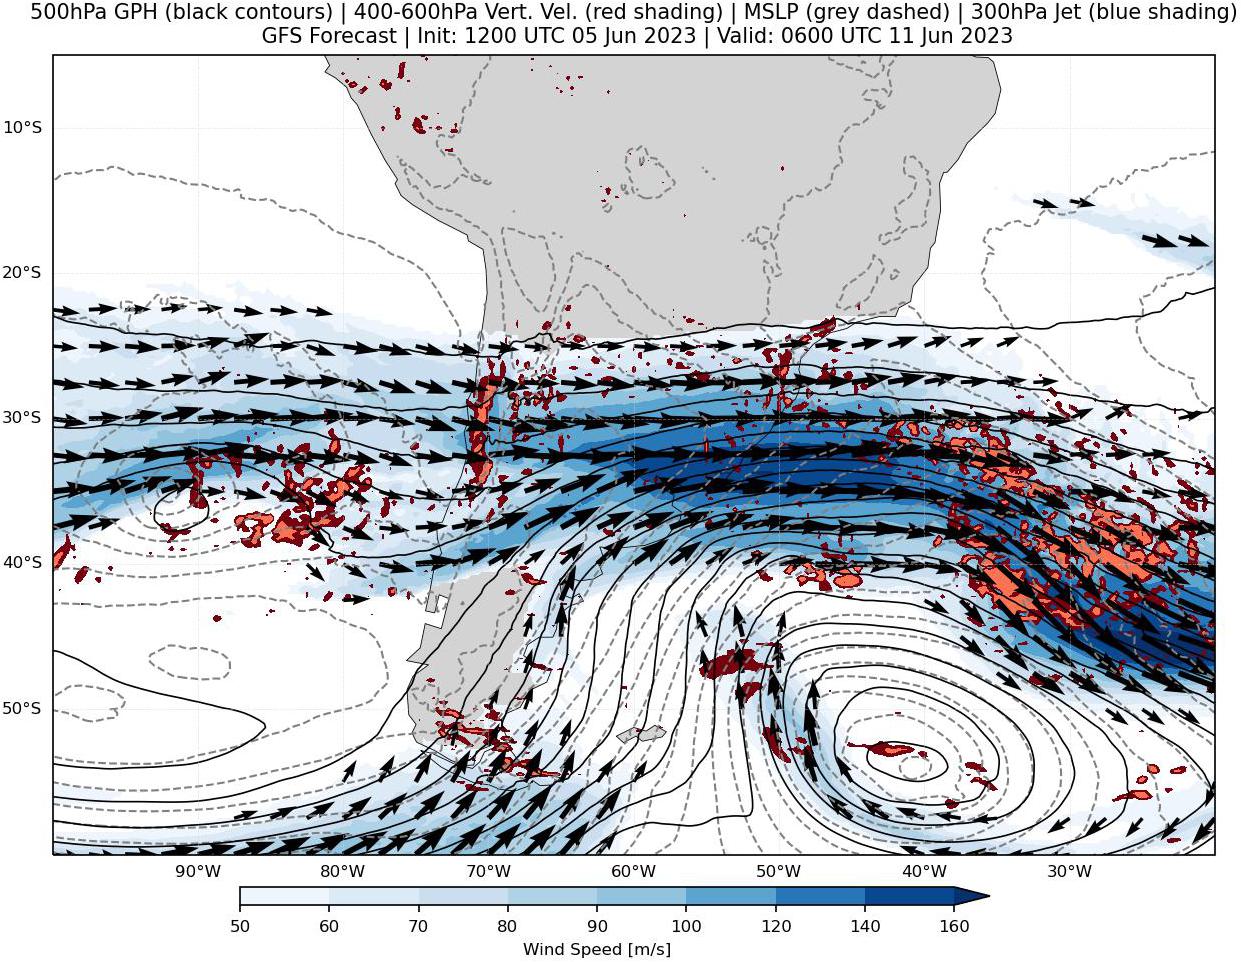 500hPa GPH (black contours) | 400-600hPa Vert. Vel. (red shading) | MSLP (grey dashed) | 300hPa Jet (blue shading)
GFS Forecast | Init: 1200 UTC 05 Jun 2023 | Valid: 0600 UTC 11 Jun 2023
10°S
20°S
30°S
40°S
50°S
90°W 80°W 70°W 60°W 50°W 40°W 30°W
50 60 70 80 90 100 120 140 160
Wind Speed [m/s]